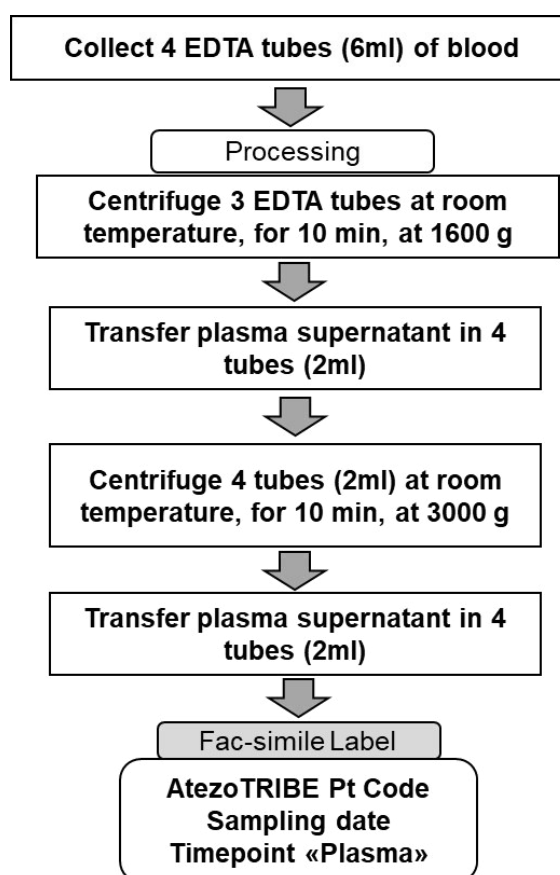 Collect 4 EDTA tubes (6ml) of blood
Processing
Centrifuge 3 EDTA tubes at room
temperature, for 10 min, at 1600 g
Transfer plasma supernatant in 4
tubes (2ml)
Centrifuge 4 tubes (2ml) at room
temperature, for 10 min, at 3000 g
Transfer plasma supernatant in 4
tubes (2ml)
Fac-simile Label
AtezoTRIBE Pt Code
Sampling date
Timepoint «Plasma»